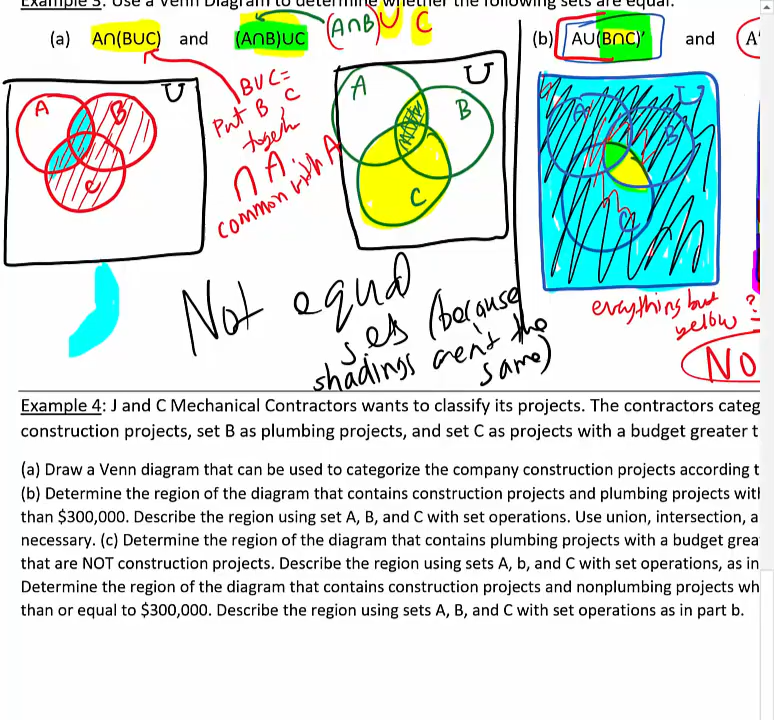 Example 3: Use a Venn Diagram to determine whether the following sets are equal.
(a) A∩(BUC) and (A∩B)UC (A∩B) U C
(b) AU(B∩C)' and A'
BUC=
Put B & C
togeth
∩ A: in
common with A
U
A
B
C
U
A
B
C
U
A
B
C
Not equal
sets (because
shadings aren't the
same)
everything but
yellow ?
=
NO
Example 4: J and C Mechanical Contractors wants to classify its projects. The contractors categ
construction projects, set B as plumbing projects, and set C as projects with a budget greater t
(a) Draw a Venn diagram that can be used to categorize the company construction projects according t
(b) Determine the region of the diagram that contains construction projects and plumbing projects with
than $300,000. Describe the region using set A, B, and C with set operations. Use union, intersection, a
necessary. (c) Determine the region of the diagram that contains plumbing projects with a budget grea
that are NOT construction projects. Describe the region using sets A, b, and C with set operations, as in
Determine the region of the diagram that contains construction projects and nonplumbing projects wh
than or equal to $300,000. Describe the region using sets A, B, and C with set operations as in part b.